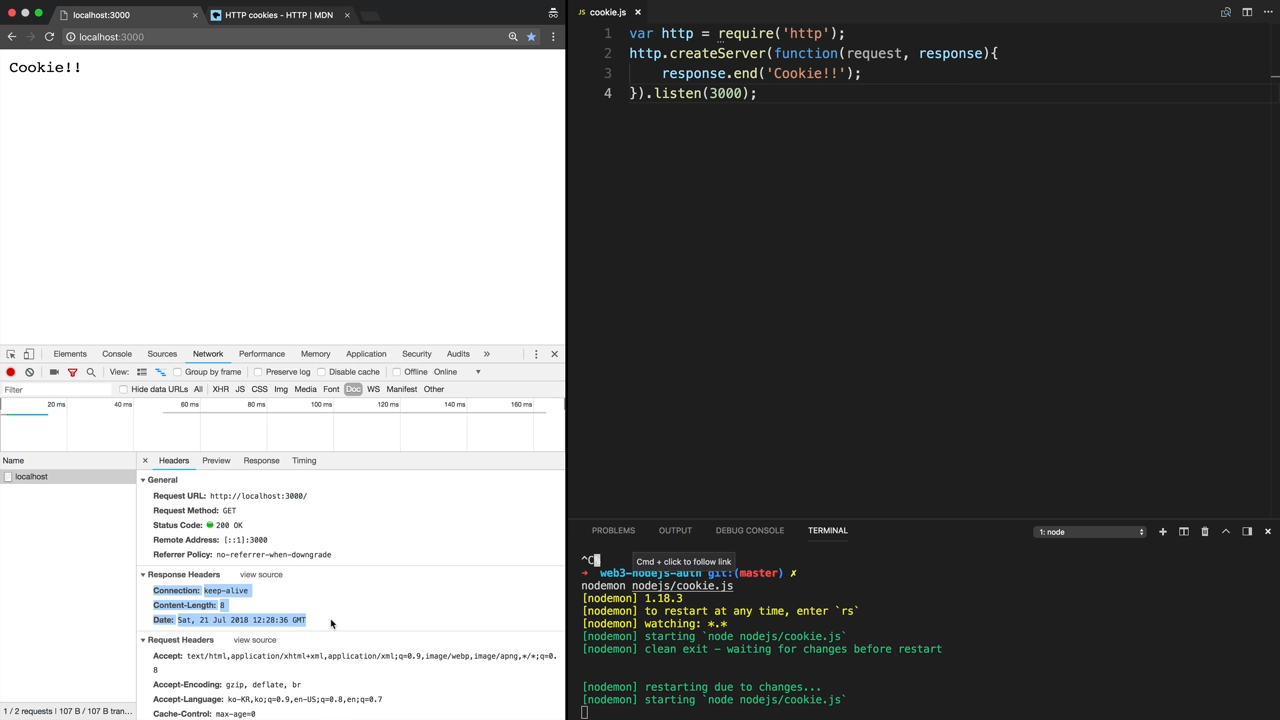 localhost:3000
HTTP cookies - HTTP | MDN
localhost:3000
Cookie!!
Elements Console Sources Network Performance Memory Application Security Audits »
View: Group by frame Preserve log Disable cache Offline Online
Filter Hide data URLs All XHR JS CSS Img Media Font Doc WS Manifest Other
20 ms 40 ms 60 ms 80 ms 100 ms 120 ms 140 ms 160 ms
Name
localhost
1 / 2 requests | 107 B / 107 B tran...
Headers Preview Response Timing
General
Request URL: http://localhost:3000/
Request Method: GET
Status Code: 200 OK
Remote Address: [::1]:3000
Referrer Policy: no-referrer-when-downgrade
Response Headers view source
Connection: keep-alive
Content-Length: 8
Date: Sat, 21 Jul 2018 12:28:36 GMT
Request Headers view source
Accept: text/html,application/xhtml+xml,application/xml;q=0.9,image/webp,image/apng,*/*;q=0.
8
Accept-Encoding: gzip, deflate, br
Accept-Language: ko-KR,ko;q=0.9,en-US;q=0.8,en;q=0.7
Cache-Control: max-age=0
JS cookie.js
1 var http = require('http');
2 http.createServer(function(request, response){
3 response.end('Cookie!!');
4 }).listen(3000);
PROBLEMS OUTPUT DEBUG CONSOLE TERMINAL 1: node
^C
Cmd + click to follow link
➜ web3-nodejs-auth git:(master) ✗
nodemon nodejs/cookie.js
[nodemon] 1.18.3
[nodemon] to restart at any time, enter `rs`
[nodemon] watching: *.*
[nodemon] starting `node nodejs/cookie.js`
[nodemon] clean exit - waiting for changes before restart
[nodemon] restarting due to changes...
[nodemon] starting `node nodejs/cookie.js`